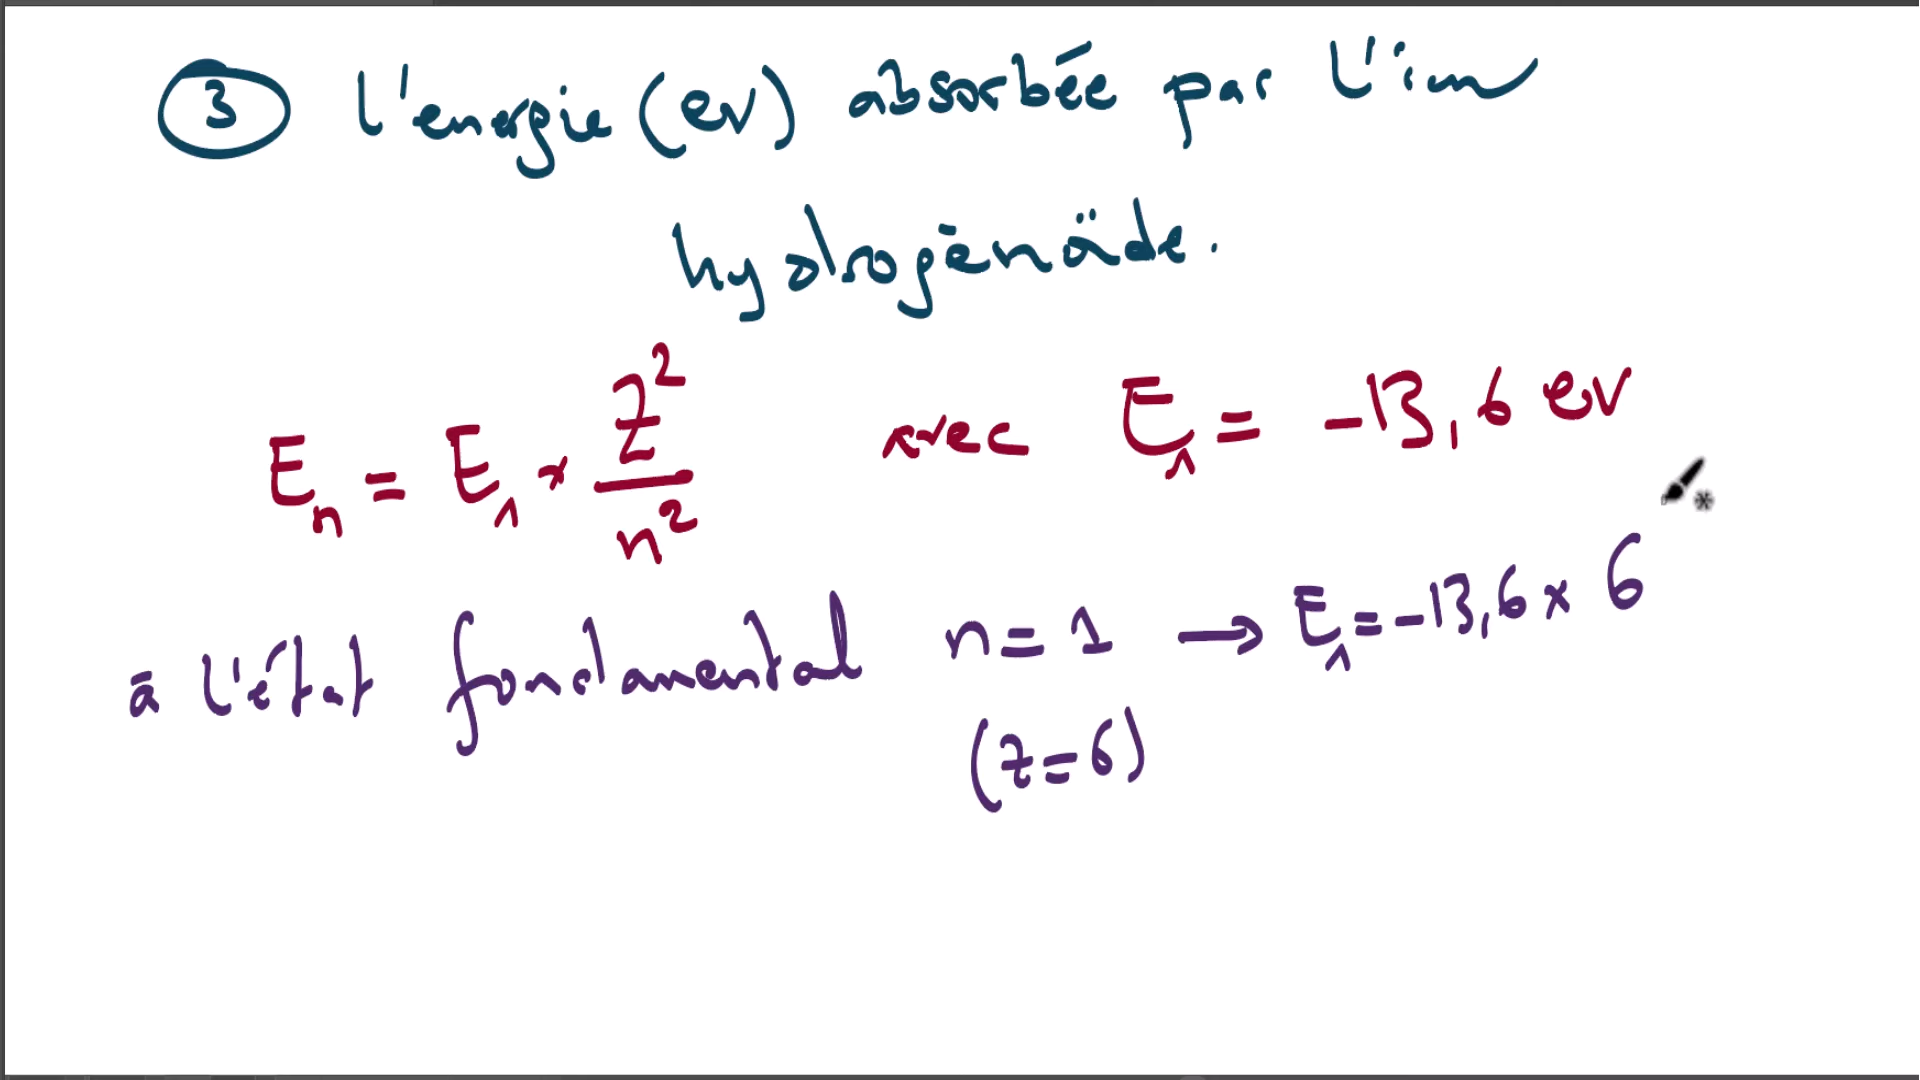 ③ L'energie (ev) absorbée par l'ion
hydrogénoïde.
Eₙ = E₁ × Z²/n² avec E₁ = -13,6 ev
à l'état fondamental n = 1 → E₁ = -13,6 × 6
(Z = 6)